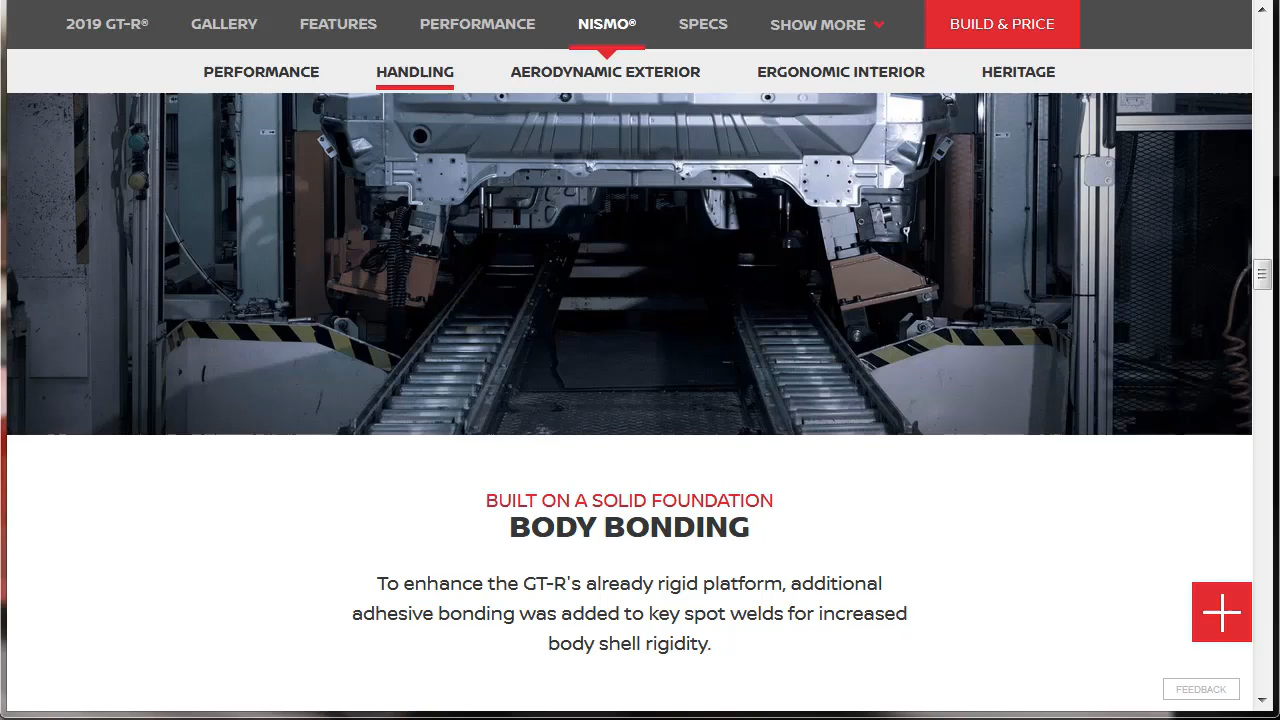 2019 GT-R® GALLERY FEATURES PERFORMANCE NISMO® SPECS SHOW MORE BUILD & PRICE
PERFORMANCE HANDLING AERODYNAMIC EXTERIOR ERGONOMIC INTERIOR HERITAGE
BUILT ON A SOLID FOUNDATION
BODY BONDING
To enhance the GT-R's already rigid platform, additional
adhesive bonding was added to key spot welds for increased
body shell rigidity.
FEEDBACK